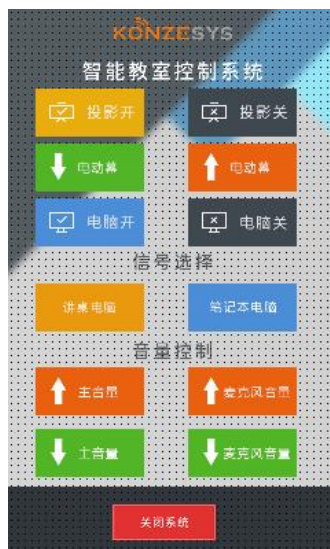 KONZESYS
智能教室控制系统
投影开 投影关
电动幕 电动幕
电脑开 电脑关
信号选择
讲桌电脑 笔记本电脑
音量控制
主音量 麦克风音量
主音量 麦克风音量
关闭系统